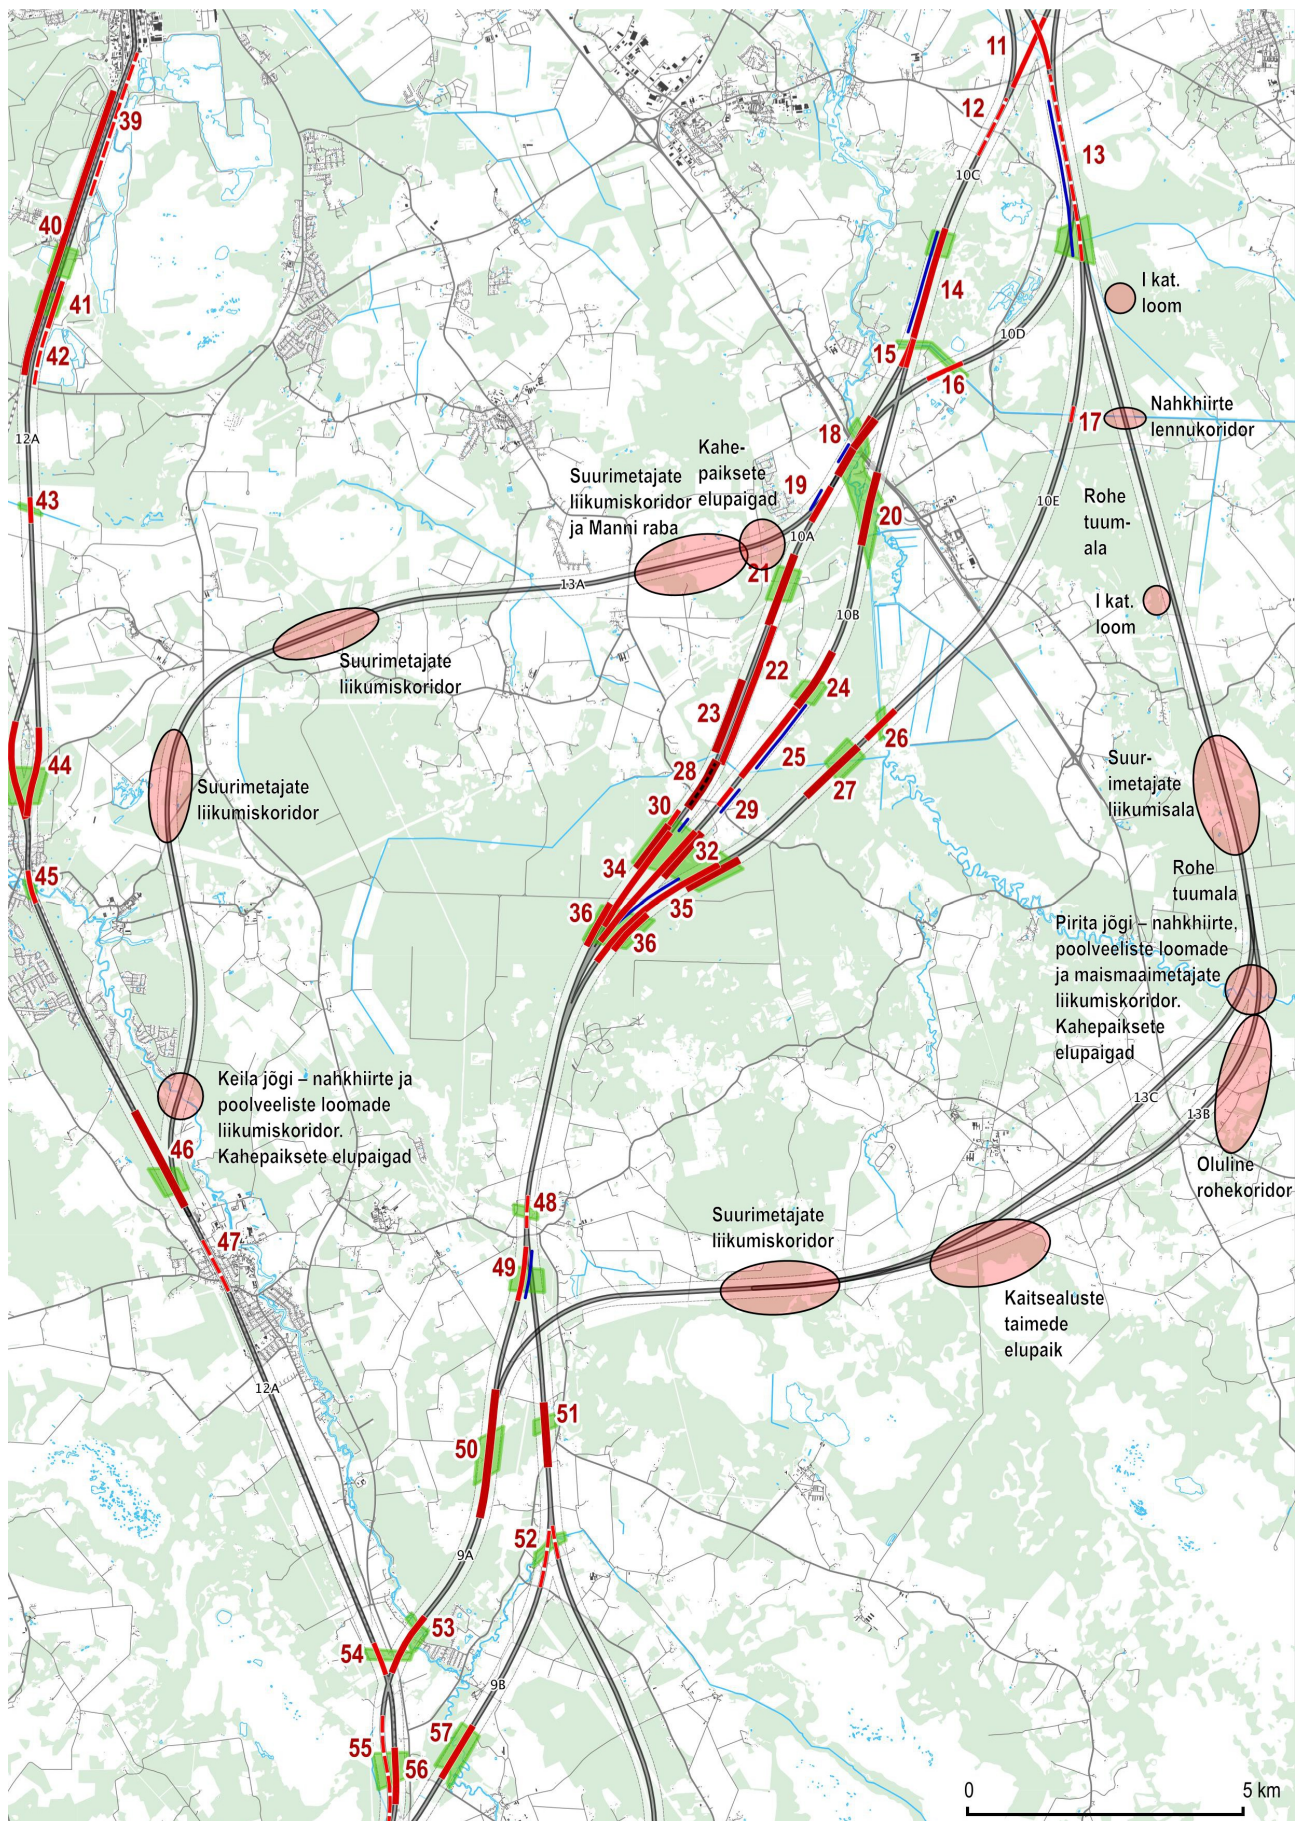 11
39
12
13
10C
40
14
I kat.
loom
41
42
15
10D
16
12A
18
17
Nahkhiirte
lennukoridor
Kahe-
paiksete
elupaigad
Suurimetajate
liikumiskoridor
ja Manni raba
19
43
20
10A
10E
Rohe
tuum-
ala
21
13A
10B
I kat.
loom
Suurimetajate
liikumiskoridor
22
24
23
26
44
25
28
27
Suurimetajate
liikumiskoridor
Suur-
imetajate
liikumisala
30
29
34
32
45
35
36
36
Rohe
tuumala
Pirita jõgi – nahkhiirte,
poolveeliste loomade
ja maismaaimetajate
liikumiskoridor.
Kahepaiksete
elupaigad
Keila jõgi – nahkhiirte ja
poolveeliste loomade
liikumiskoridor.
Kahepaiksete elupaigad
13C
13B
46
Oluline
rohekoridor
48
47
49
Suurimetajate
liikumiskoridor
Kaitsealuste
taimede
elupaik
12A
51
50
52
9A
53
54
9B
57
55
56
0
5 km